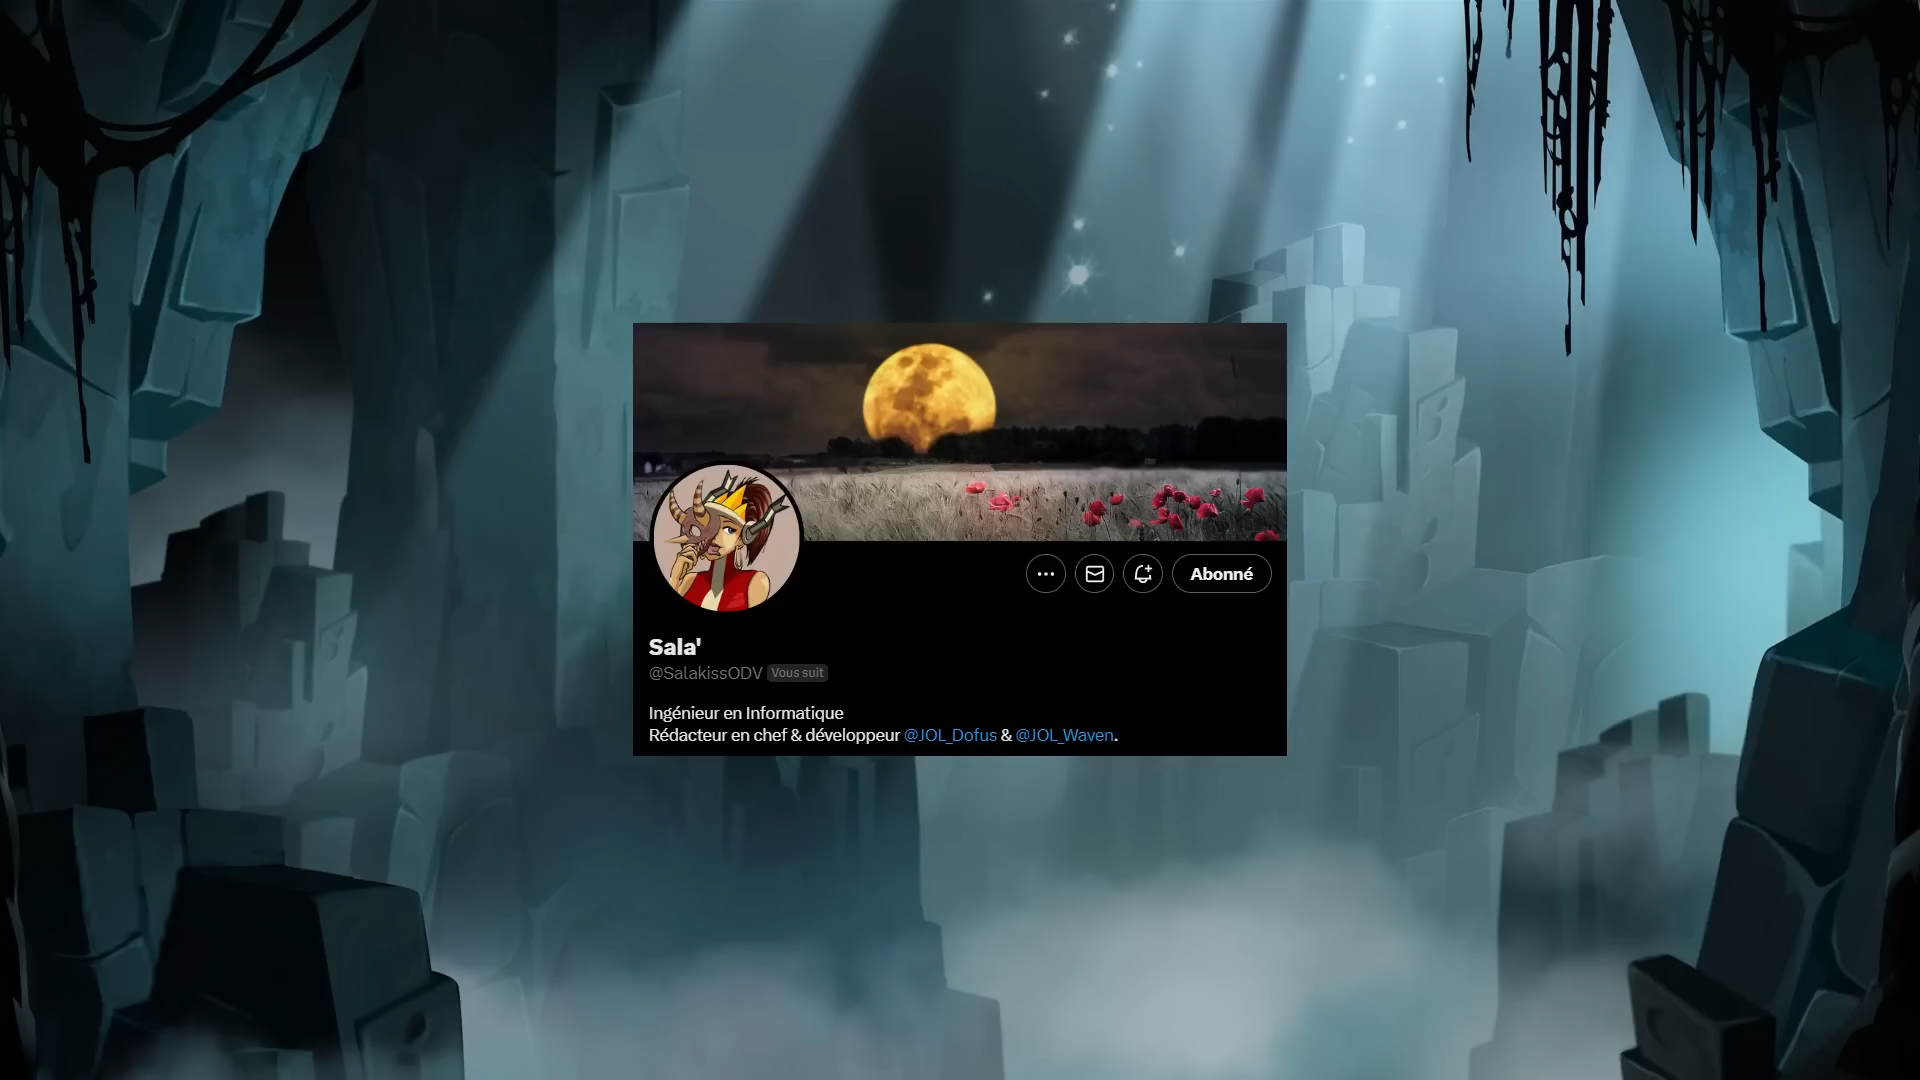 Abonné
Sala'
@SalakissODV Vous suit
Ingénieur en Informatique
Rédacteur en chef & développeur @JOL_Dofus & @JOL_Waven.